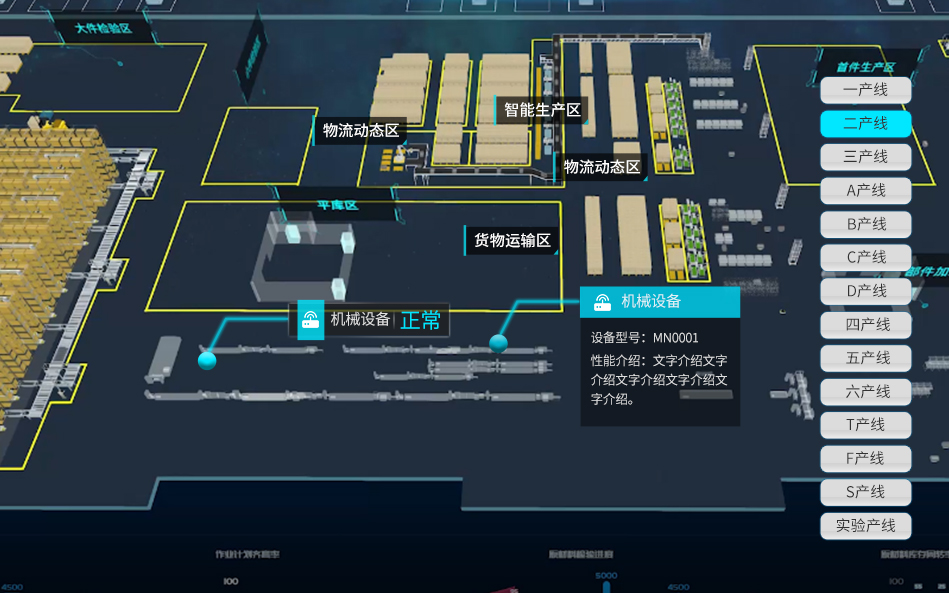 大件检验区
首件生产区
一产线
智能生产区
物流动态区
二产线
物流动态区
三产线
A产线
平库区
B产线
货物运输区
C产线
部件加
D产线
机械设备
机械设备 正常
四产线
设备型号：MN0001
性能介绍：文字介绍文字
介绍文字介绍文字介绍文
字介绍。
五产线
六产线
T产线
F产线
S产线
实验产线
作业计划齐套率
100
5000
4500
4500
100